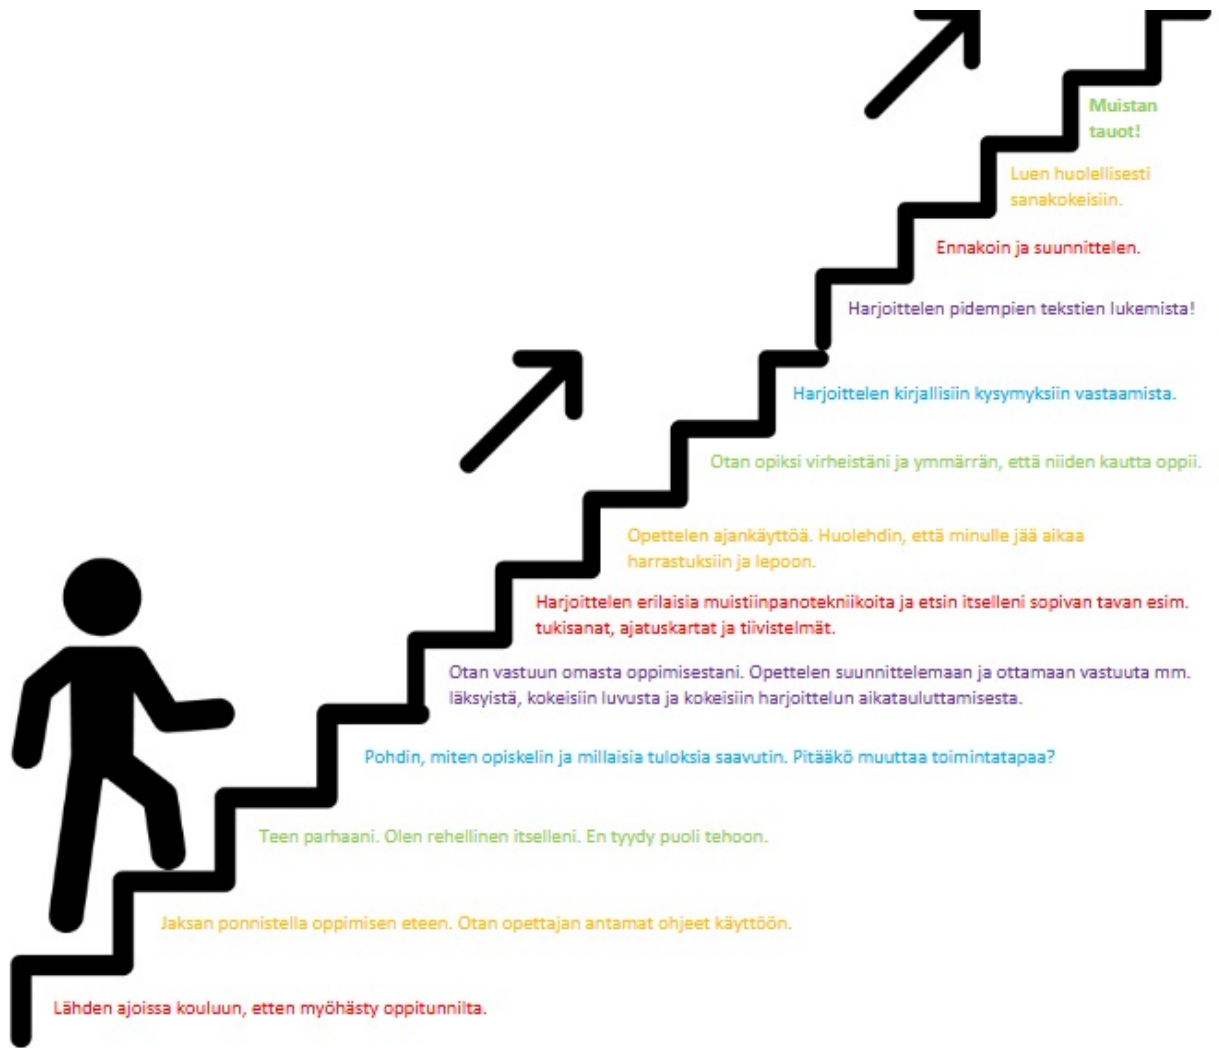 Muistan
tauot!
Luen huolellisesti
sanakokeisiin.
Ennakoin ja suunnittelen.
Harjoittelen pidempien tekstien lukemista!
Harjoittelen kirjallisiin kysymyksiin vastaamista.
Otan opiksi virheistäni ja ymmärrän, että niiden kautta oppii.
Opettelen ajankäyttöä. Huolehdin, että minulle jää aikaa
harrastuksiin ja lepoon.
Harjoittelen erilaisia muistiinpanotekniikoita ja etsin itselleni sopivan tavan esim.
tukisanat, ajatuskartat ja tiivistelmät.
Otan vastuun omasta oppimisestani. Opettelen suunnittelemaan ja ottamaan vastuuta mm.
läksyistä, kokeisiin luvusta ja kokeisiin harjoittelun aikatauluttamisesta.
Pohdin, miten opiskelin ja millaisia tuloksia saavutin. Pitääkö muuttaa toimintatapaa?
Teen parhaani. Olen rehellinen itselleni. En tyydy puoli tehoon.
Jaksan ponnistella oppimisen eteen. Otan opettajan antamat ohjeet käyttöön.
Lähden ajoissa kouluun, etten myöhästy oppitunnilta.